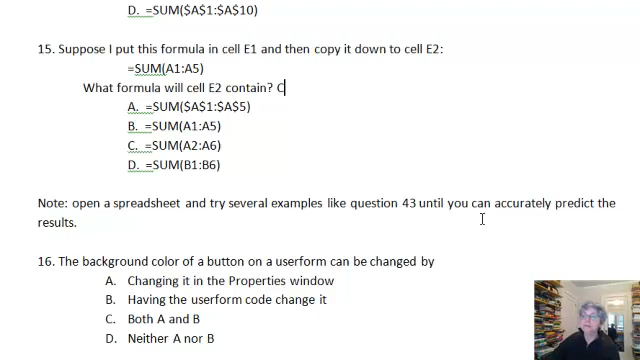 D. =SUM($A$1:$A$10)
15. Suppose I put this formula in cell E1 and then copy it down to cell E2:
=SUM(A1:A5)
What formula will cell E2 contain? C
A. =SUM($A$1:$A$5)
B. =SUM(A1:A5)
C. =SUM(A2:A6)
D. =SUM(B1:B6)
Note: open a spreadsheet and try several examples like question 43 until you can accurately predict the
results.
16. The background color of a button on a userform can be changed by
A. Changing it in the Properties window
B. Having the userform code change it
C. Both A and B
D. Neither A nor B